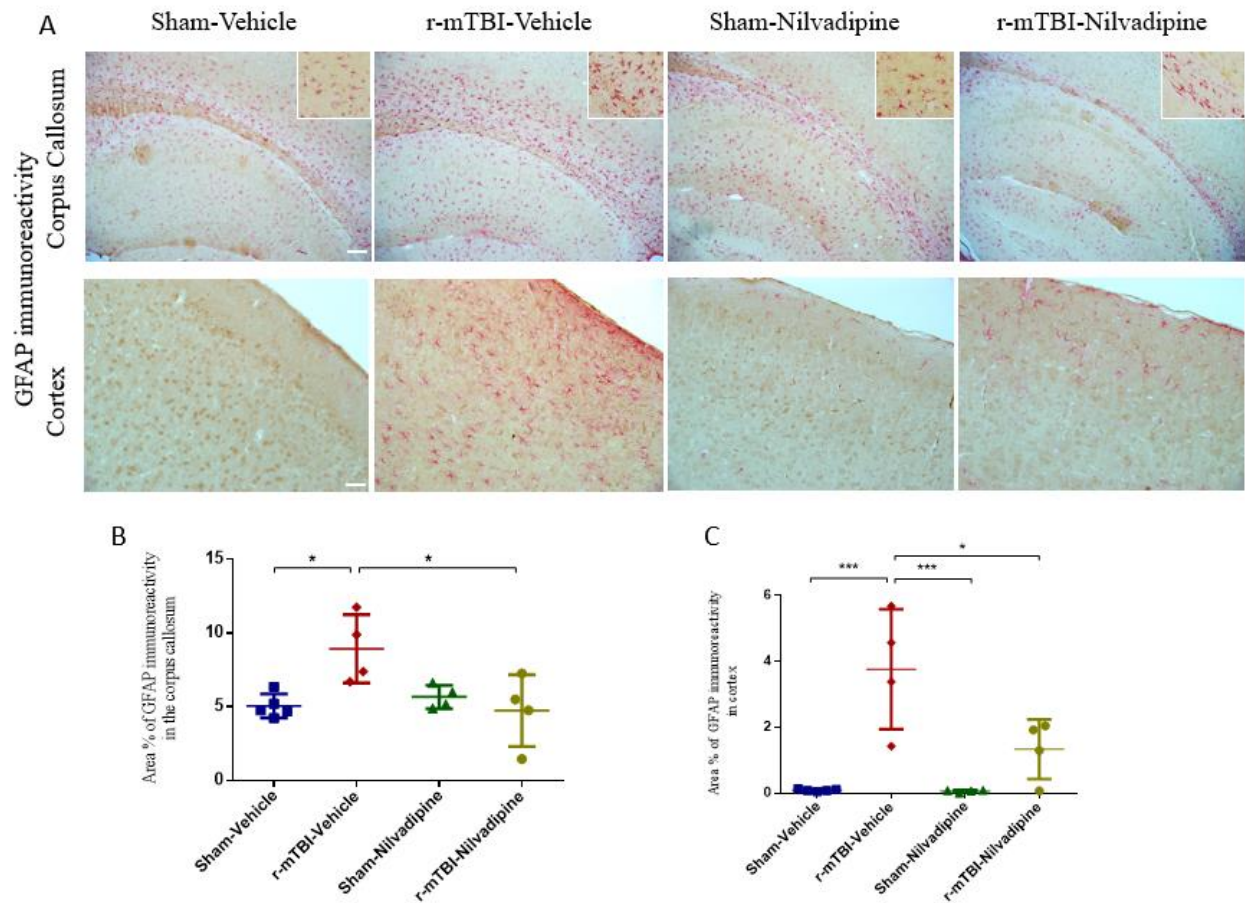 A
Sham-Vehicle
r-mTBI-Vehicle
Sham-Nilvadipine
r-mTBI-Nilvadipine
GFAP immunoreactivity
Corpus Callosum
Cortex
B
Area % of GFAP immunoreactivity
in the corpus callosum
15
10
5
0
*
*
Sham-Vehicle
r-mTBI-Vehicle
Sham-Nilvadipine
r-mTBI-Nilvadipine
C
Area % of GFAP immunoreactivity
in cortex
6
4
2
0
***
***
*
Sham-Vehicle
r-mTBI-Vehicle
Sham-Nilvadipine
r-mTBI-Nilvadipine